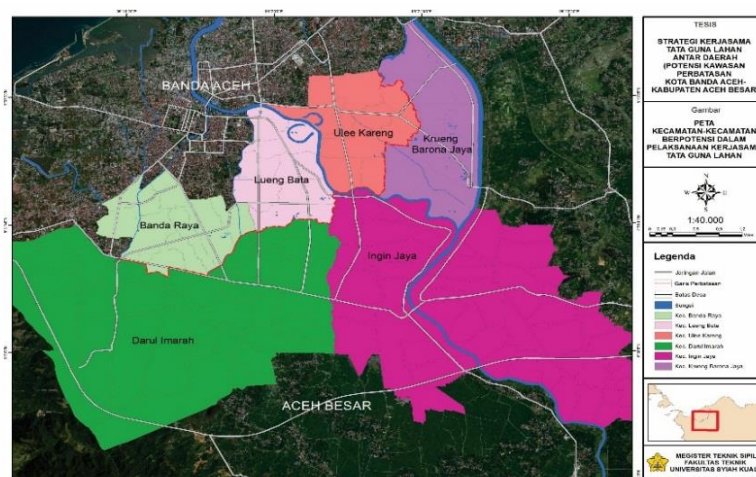 BANDA ACEH
Ulee Kareng
Krueng
Barona Jaya
Lueng Bata
Banda Raya
Ingin Jaya
Darul Imarah
ACEH BESAR
TESIS
STRATEGI KERJASAMA
TATA GUNA LAHAN
ANTAR DAERAH
(POTENSI KAWASAN
PERBATASAN
KOTA BANDA ACEH-
KABUPATEN ACEH BESAR)
Gambar
PETA
KECAMATAN-KECAMATAN
BERPOTENSI DALAM
PELAKSANAAN KERJASAMA
TATA GUNA LAHAN
N
W
E
S
1:40.000
Legenda
Jaringan Jalan
Garis Perbatasan
Batas Desa
Sungai
Kec. Banda Raya
Kec. Lueng Bata
Kec. Ulee Kareng
Kec. Darul Imarah
Kec. Ingin Jaya
Kec. Krueng Barona Jaya
MEGISTER TEKNIK SIPIL
FAKULTAS TEKNIK
UNIVERSITAS SYIAH KUAL